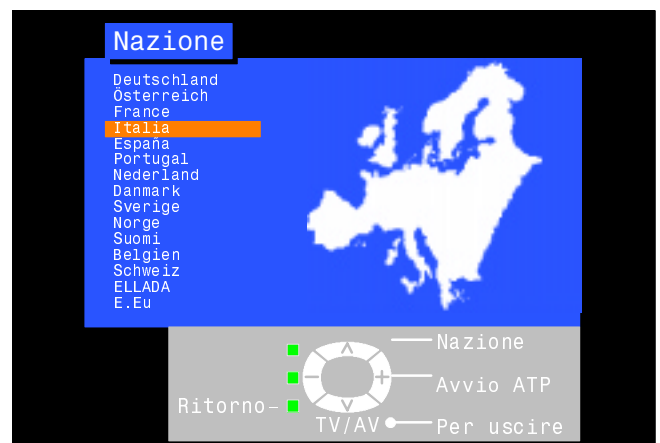 Nazione
Deutschland
Österreich
France
Italia
España
Portugal
Nederland
Danmark
Sverige
Norge
Suomi
Belgien
Schweiz
ELLADA
E.Eu
Nazione
Avvio ATP
Ritorno
TV/AV
Per uscire